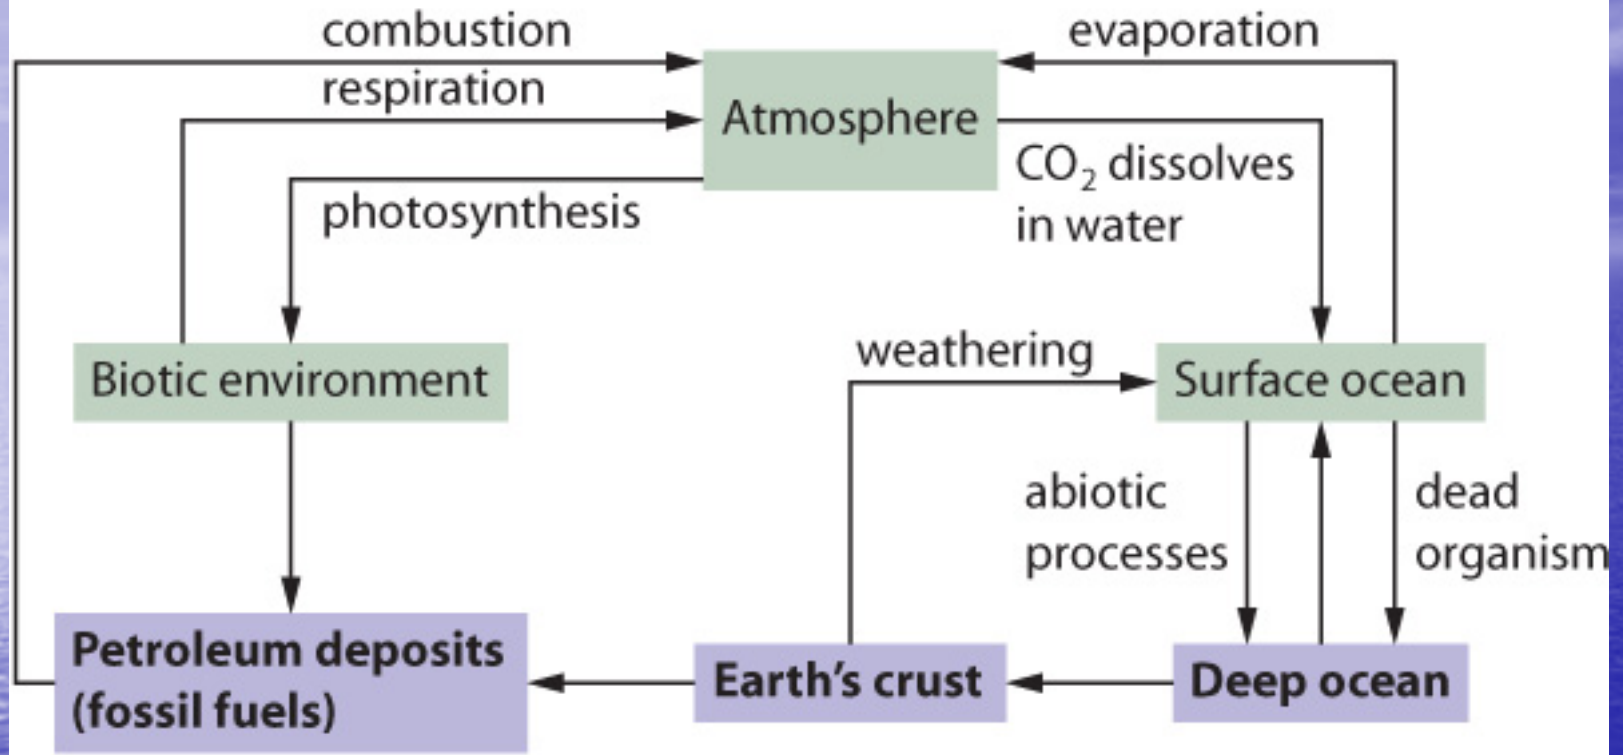 combustion
evaporation
respiration
Atmosphere
CO₂ dissolves
in water
photosynthesis
weathering
Biotic environment
Surface ocean
abiotic
processes
dead
organism
Petroleum deposits
(fossil fuels)
Earth’s crust
Deep ocean